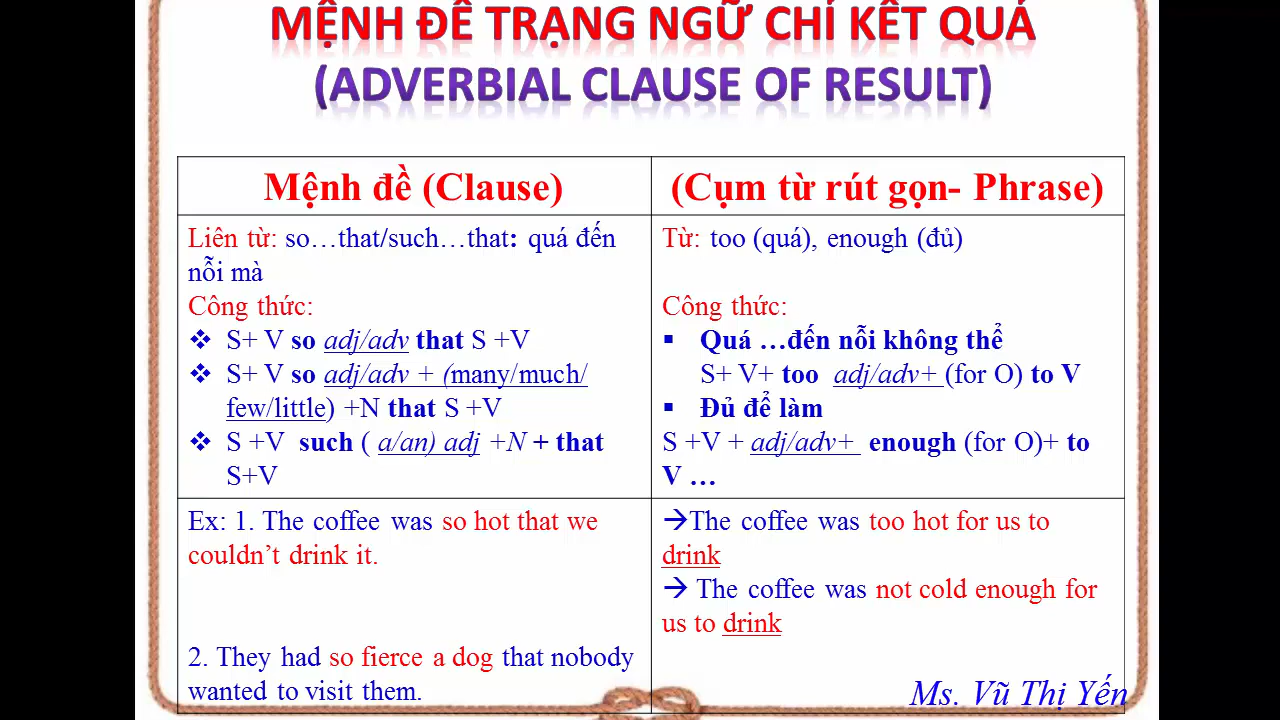 MỆNH ĐỀ TRẠNG NGỮ CHỈ KẾT QUẢ
(ADVERBIAL CLAUSE OF RESULT)
Mệnh đề (Clause)
Liên từ: so…that/such…that: quá đến
nỗi mà
Công thức:
❖ S+ V so adj/adv that S +V
❖ S+ V so adj/adv + (many/much/
few/little) +N that S +V
❖ S +V such ( a/an) adj +N + that
S+V
Ex: 1. The coffee was so hot that we
couldn’t drink it.
2. They had so fierce a dog that nobody
wanted to visit them.
(Cụm từ rút gọn- Phrase)
Từ: too (quá), enough (đủ)
Công thức:
▪ Quá …đến nỗi không thể
S+ V+ too adj/adv+ (for O) to V
▪ Đủ để làm
S +V + adj/adv+ enough (for O)+ to
V …
→The coffee was too hot for us to
drink
→ The coffee was not cold enough for
us to drink
Ms. Vũ Thị Yến